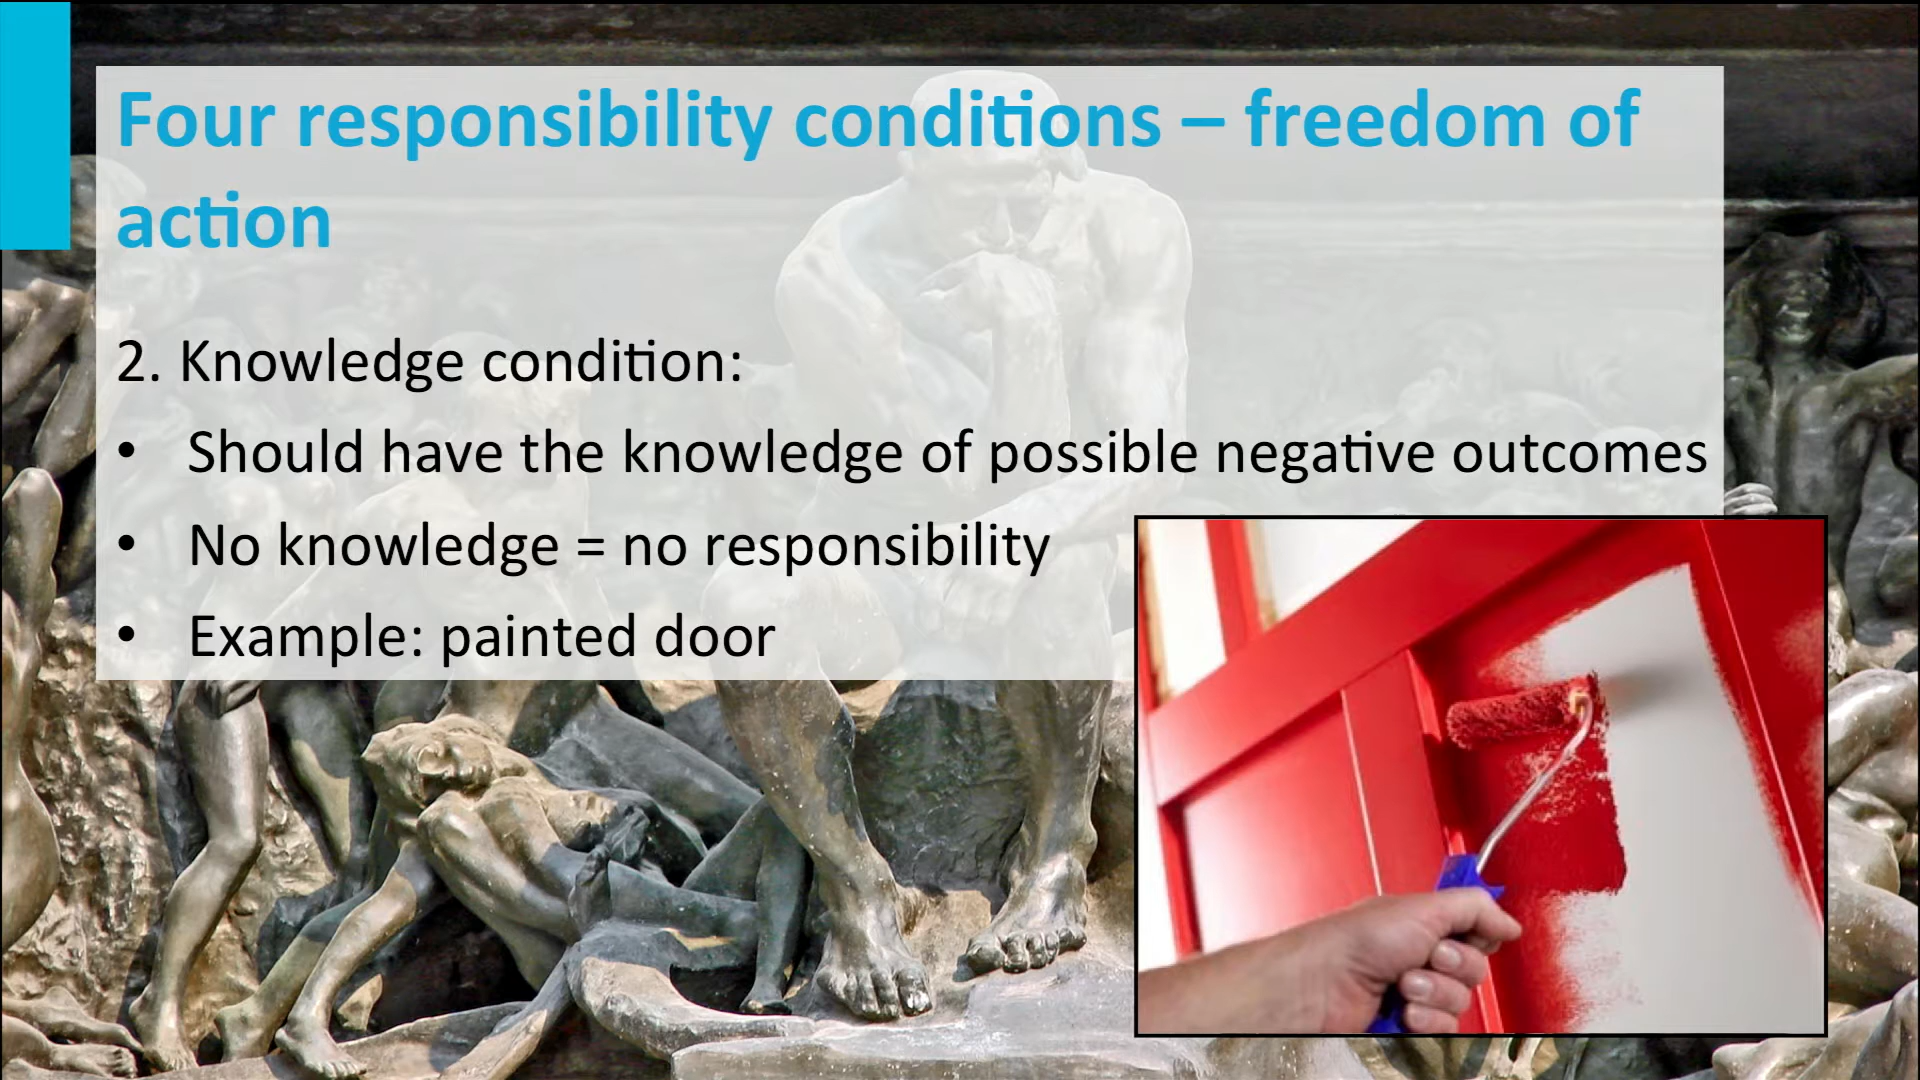 Four responsibility conditions – freedom of
action
2. Knowledge condition:
• Should have the knowledge of possible negative outcomes
• No knowledge = no responsibility
• Example: painted door